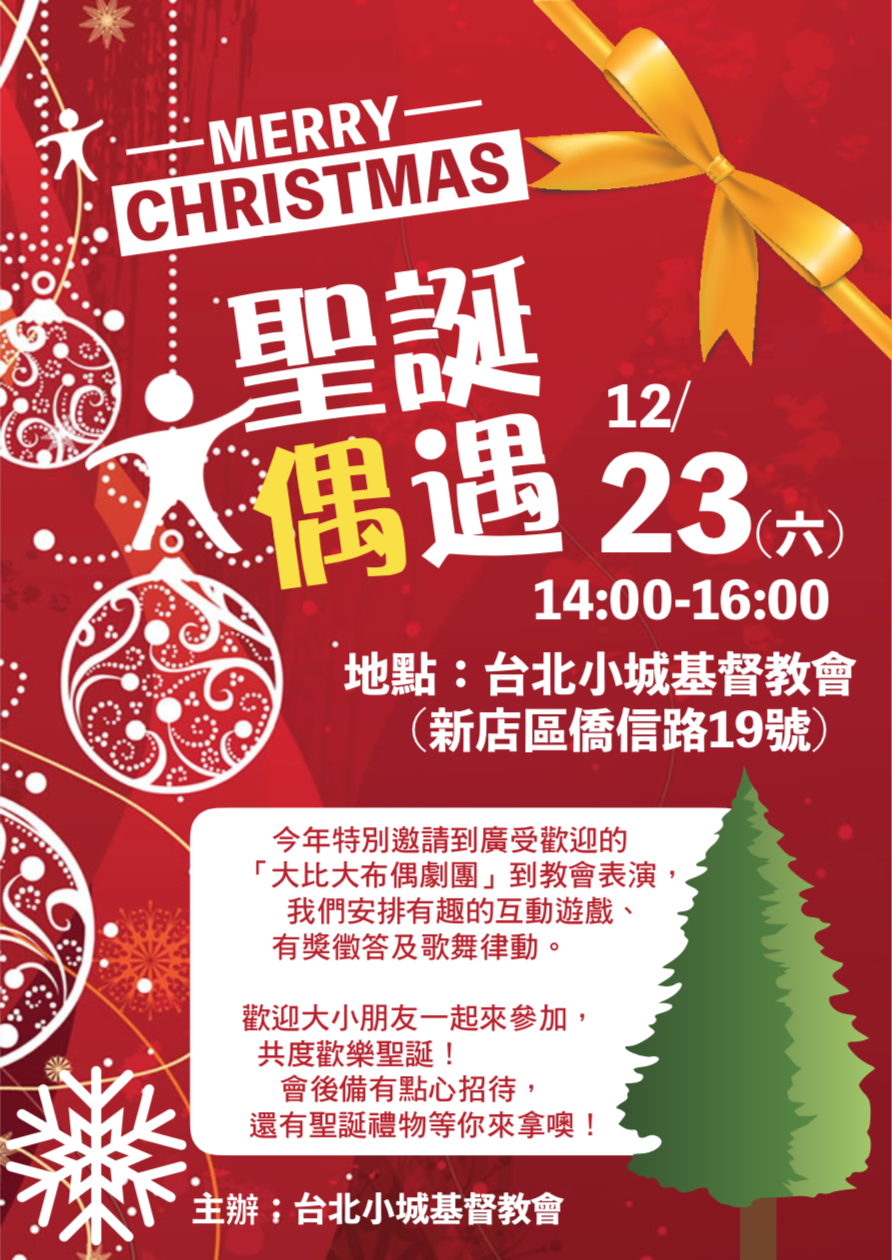 MERRY
CHRISTMAS
聖誕
偶遇
12/
23(六)
14:00-16:00
地點：台北小城基督教會
（新店區僑信路19號）
今年特別邀請到廣受歡迎的
「大比大布偶劇團」到教會表演，
我們安排有趣的互動遊戲、
有獎徵答及歌舞律動。
歡迎大小朋友一起來參加，
共度歡樂聖誕！
會後備有點心招待，
還有聖誕禮物等你來拿噢！
主辦：台北小城基督教會